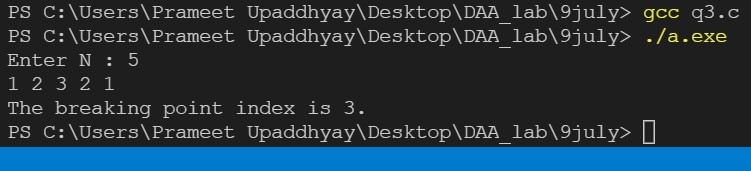 PS C:\Users\Prameet Upaddhyay\Desktop\DAA_lab\9july> gcc q3.c
PS C:\Users\Prameet Upaddhyay\Desktop\DAA_lab\9july> ./a.exe
Enter N : 5
1 2 3 2 1
The breaking point index is 3.
PS C:\Users\Prameet Upaddhyay\Desktop\DAA_lab\9july>